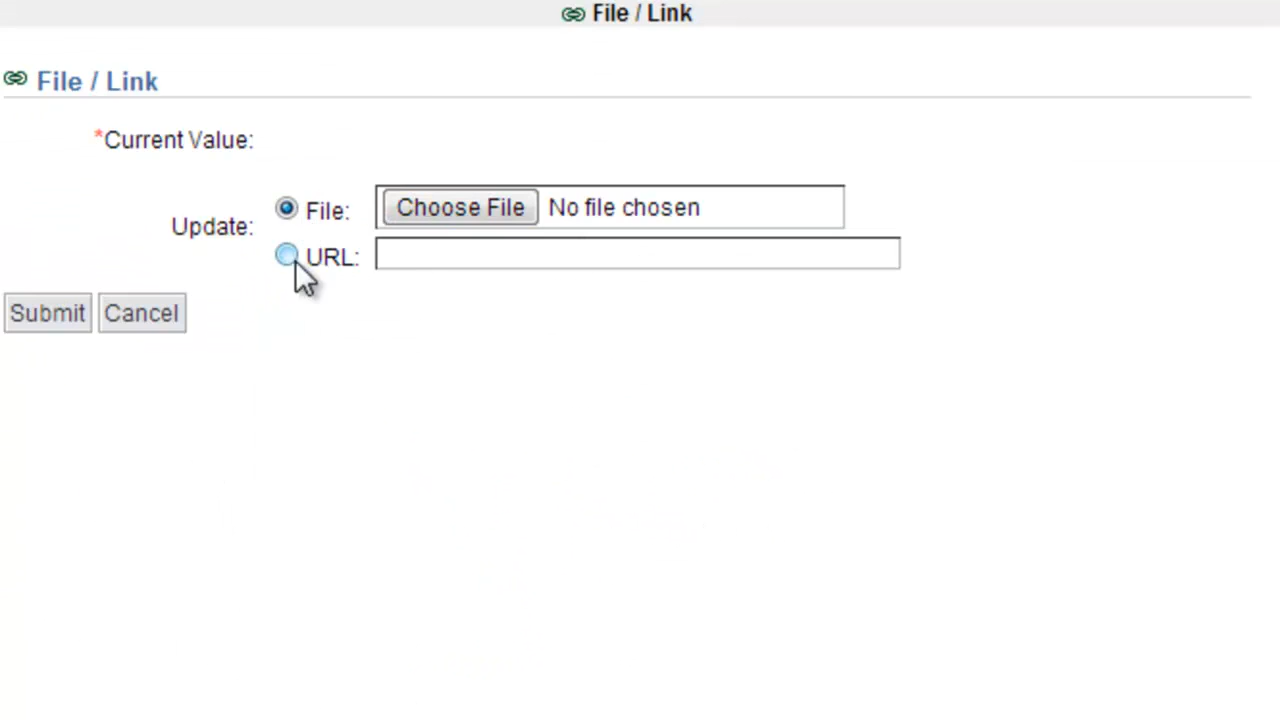 File / Link
File / Link
*Current Value:
Update:
File: Choose File No file chosen
URL:
Submit Cancel